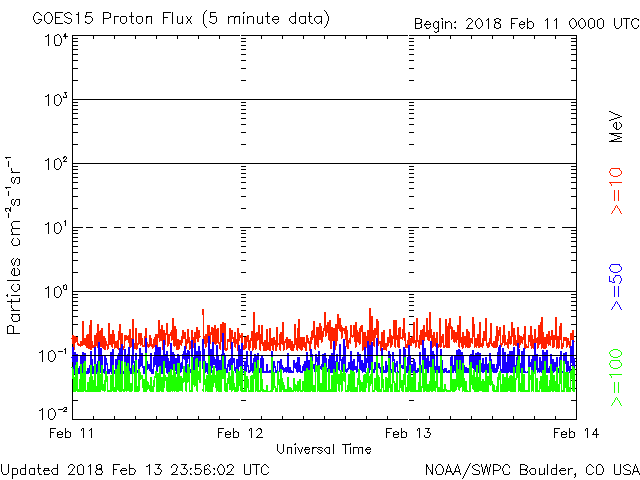 GOES15 Proton Flux (5 minute data)
Begin: 2018 Feb 11 0000 UTC
10⁴
10³
10²
10¹
10⁰
10⁻¹
10⁻²
Particles cm⁻²s⁻¹sr⁻¹
MeV
>=10
>=50
>=100
Feb 11
Feb 12
Feb 13
Feb 14
Universal Time
Updated 2018 Feb 13 23:56:02 UTC
NOAA/SWPC Boulder, CO USA